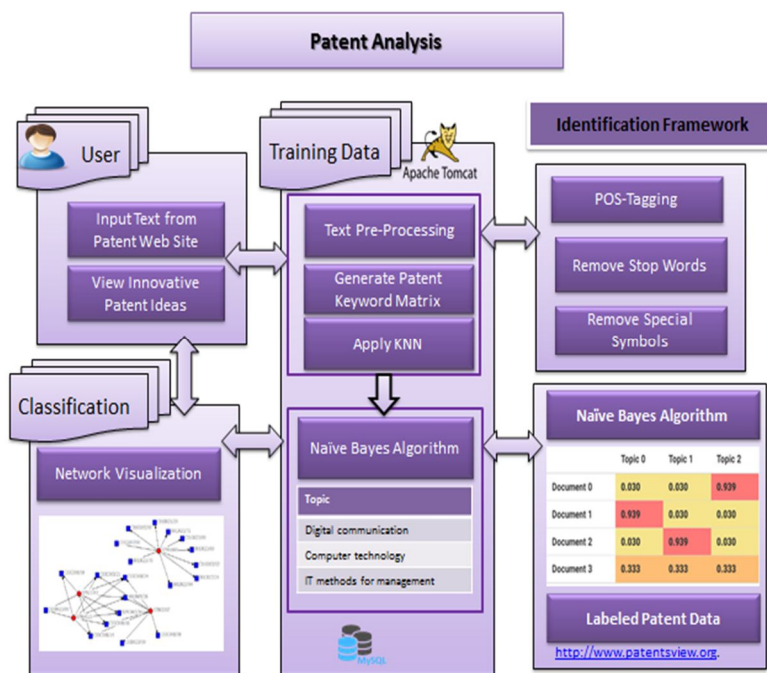 Patent Analysis
User
Input Text from
Patent Web Site
View Innovative
Patent Ideas
Training Data
Apache Tomcat
Text Pre-Processing
Generate Patent
Keyword Matrix
Apply KNN
Identification Framework
POS-Tagging
Remove Stop Words
Remove Special
Symbols
Classification
Network Visualization
Naïve Bayes Algorithm
Topic
Digital communication
Computer technology
IT methods for management
MySQL
Naïve Bayes Algorithm
Topic 0 Topic 1 Topic 2
Document 0 0.030 0.030 0.939
Document 1 0.939 0.030 0.030
Document 2 0.030 0.939 0.030
Document 3 0.333 0.333 0.333
Labeled Patent Data
http://www.patentsview.org.